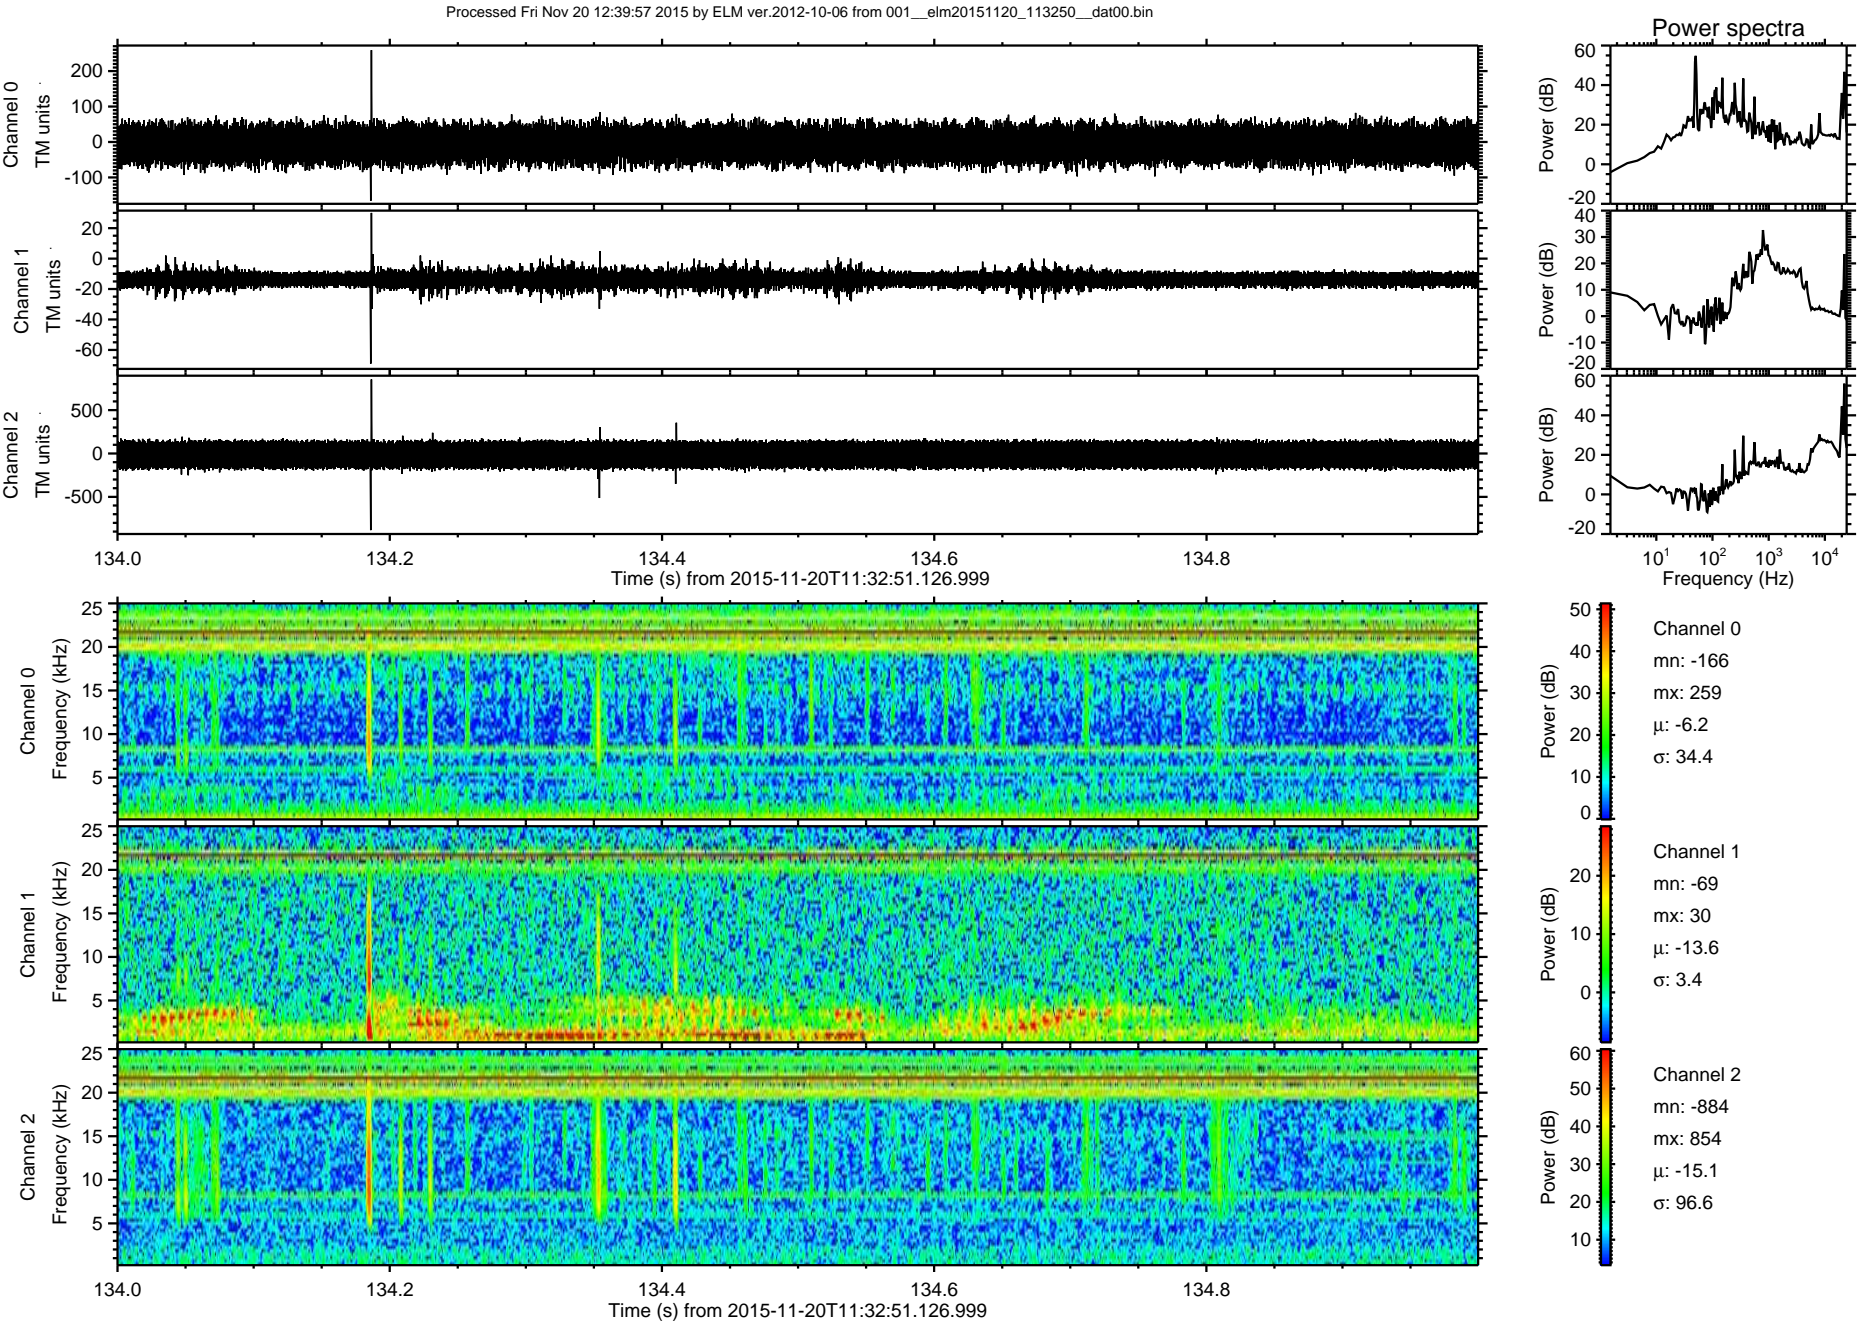 Processed Fri Nov 20 12:39:57 2015 by ELM ver.2012-10-06 from 001__elm20151120_113250__dat00.bin
Power spectra
Channel 0
TM units
200
100
0
-100
Power (dB)
60
40
20
0
-20
Channel 1
TM units
20
0
-20
-40
-60
Power (dB)
40
30
20
10
0
-10
-20
Channel 2
TM units
500
0
-500
Power (dB)
60
40
20
0
-20
134.0 134.2 134.4 134.6 134.8
Time (s) from 2015-11-20T11:32:51.126.999
10^1 10^2 10^3 10^4
Frequency (Hz)
Channel 0
Frequency (kHz)
25
20
15
10
5
Power (dB)
50
40
30
20
10
0
Channel 0
mn: -166
mx: 259
μ: -6.2
σ: 34.4
Channel 1
Frequency (kHz)
25
20
15
10
5
Power (dB)
20
10
0
Channel 1
mn: -69
mx: 30
μ: -13.6
σ: 3.4
Channel 2
Frequency (kHz)
25
20
15
10
5
Power (dB)
60
50
40
30
20
10
Channel 2
mn: -884
mx: 854
μ: -15.1
σ: 96.6
134.0 134.2 134.4 134.6 134.8
Time (s) from 2015-11-20T11:32:51.126.999